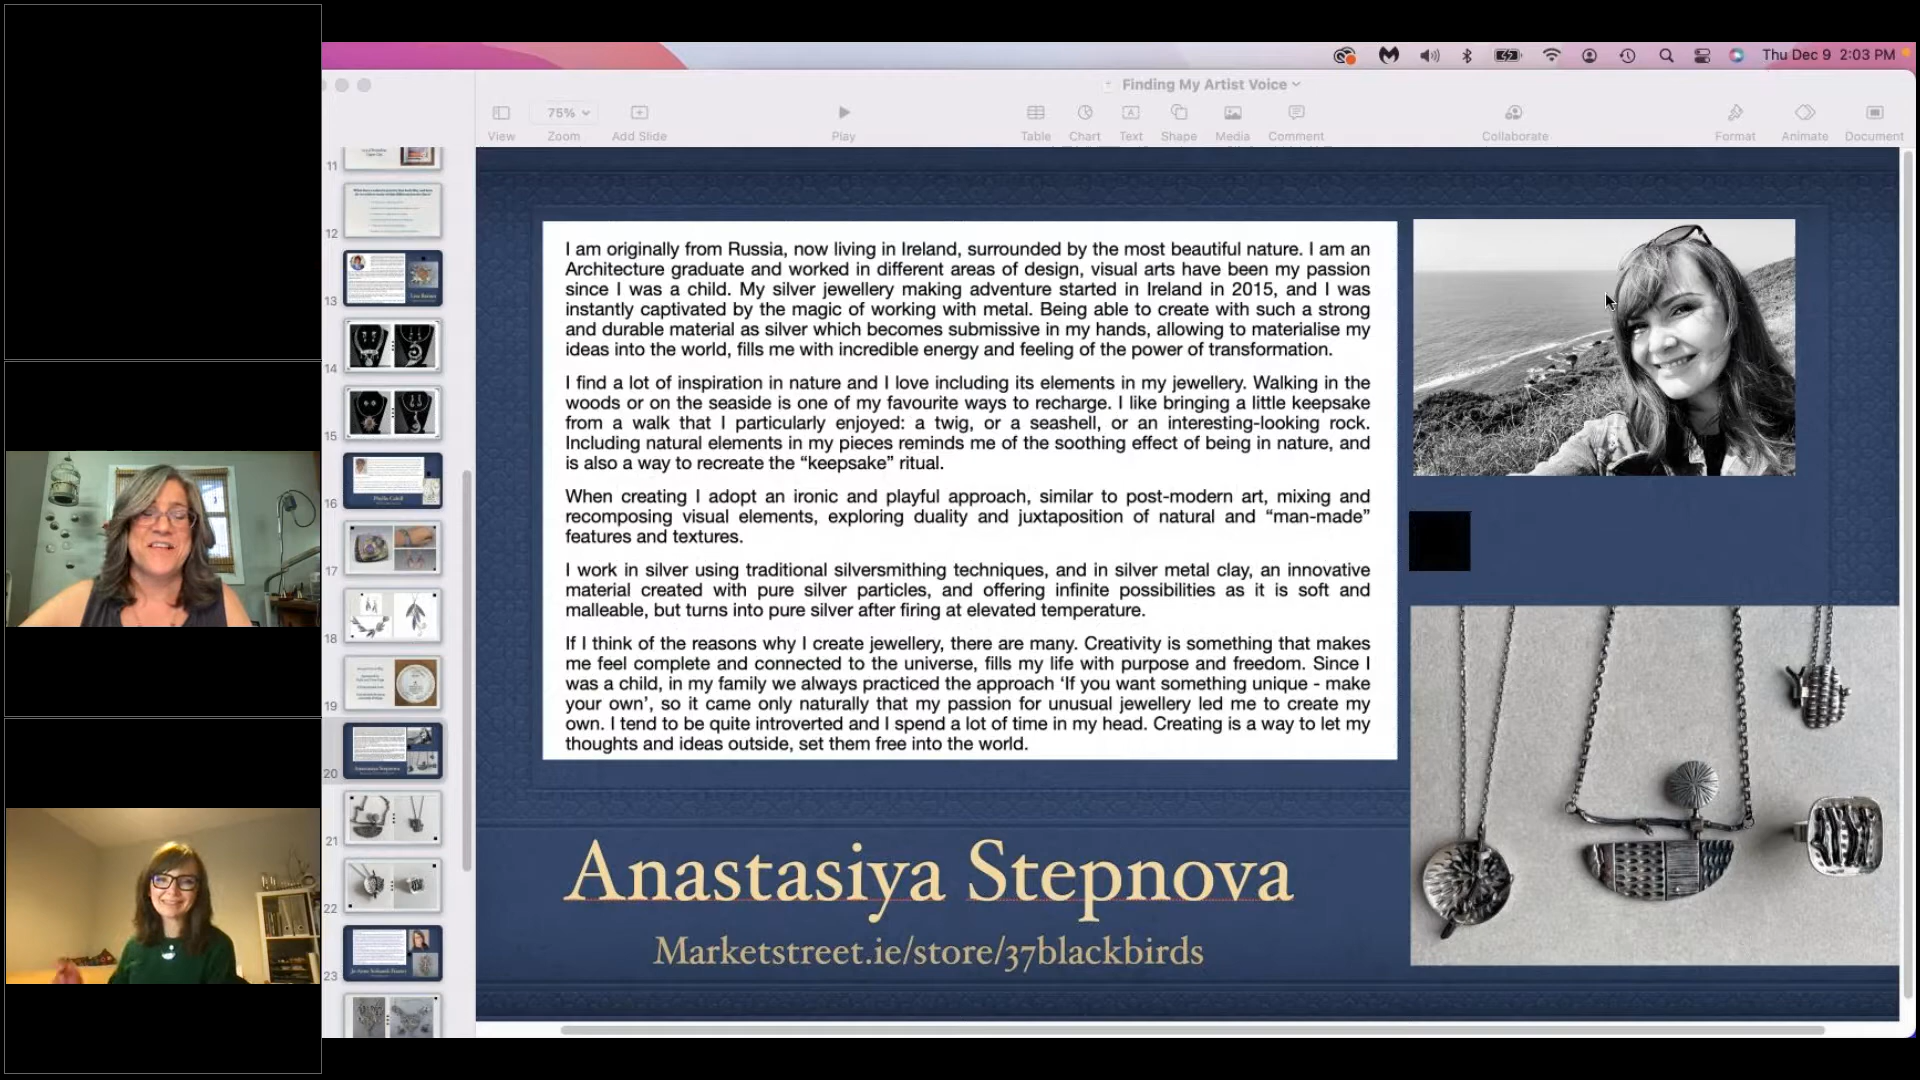 Thu Dec 9 2:03 PM
Finding My Artist Voice
75%
View
Zoom
Add Slide
Play
Table
Chart
Text
Shape
Media
Comment
Collaborate
Format
Animate
Document
11
12
13
14
15
16
17
18
19
20
21
22
23
I am originally from Russia, now living in Ireland, surrounded by the most beautiful nature. I am an
Architecture graduate and worked in different areas of design, visual arts have been my passion
since I was a child. My silver jewellery making adventure started in Ireland in 2015, and I was
instantly captivated by the magic of working with metal. Being able to create with such a strong
and durable material as silver which becomes submissive in my hands, allowing to materialise my
ideas into the world, fills me with incredible energy and feeling of the power of transformation.
I find a lot of inspiration in nature and I love including its elements in my jewellery. Walking in the
woods or on the seaside is one of my favourite ways to recharge. I like bringing a little keepsake
from a walk that I particularly enjoyed: a twig, or a seashell, or an interesting-looking rock.
Including natural elements in my pieces reminds me of the soothing effect of being in nature, and
is also a way to recreate the “keepsake” ritual.
When creating I adopt an ironic and playful approach, similar to post-modern art, mixing and
recomposing visual elements, exploring duality and juxtaposition of natural and “man-made”
features and textures.
I work in silver using traditional silversmithing techniques, and in silver metal clay, an innovative
material created with pure silver particles, and offering infinite possibilities as it is soft and
malleable, but turns into pure silver after firing at elevated temperature.
If I think of the reasons why I create jewellery, there are many. Creativity is something that makes
me feel complete and connected to the universe, fills my life with purpose and freedom. Since I
was a child, in my family we always practiced the approach ‘If you want something unique - make
your own’, so it came only naturally that my passion for unusual jewellery led me to create my
own. I tend to be quite introverted and I spend a lot of time in my head. Creating is a way to let my
thoughts and ideas outside, set them free into the world.
Anastasiya Stepnova
Marketstreet.ie/store/37blackbirds